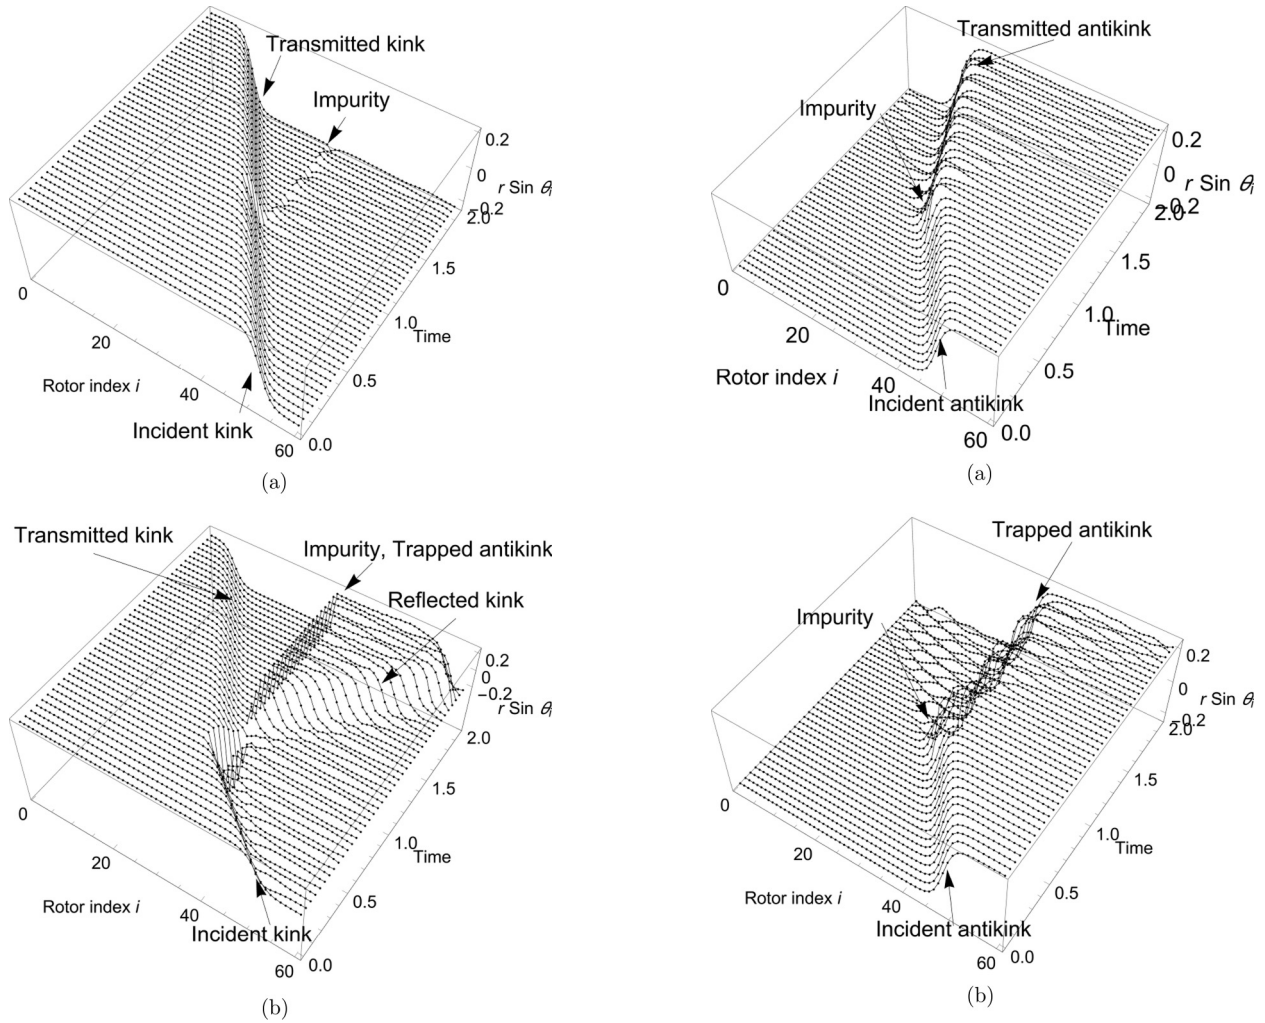 Transmitted kink
Impurity
0.2
0
−0.2
r Sin θi
2.0
1.5
1.0
Time
0.5
0.0
0
20
40
60
Rotor index i
Incident kink
(a)
Transmitted antikink
Impurity
0.2
0
−0.2
r Sin θi
2.0
1.5
1.0
Time
0.5
0.0
0
20
40
60
Rotor index i
Incident antikink
(a)
Transmitted kink
Impurity, Trapped antikink
Reflected kink
0.2
0
−0.2
r Sin θi
2.0
1.5
1.0
Time
0.5
0.0
0
20
40
60
Rotor index i
Incident kink
(b)
Trapped antikink
Impurity
0.2
0
−0.2
r Sin θi
2.0
1.5
1.0
Time
0.5
0.0
0
20
40
60
Rotor index i
Incident antikink
(b)